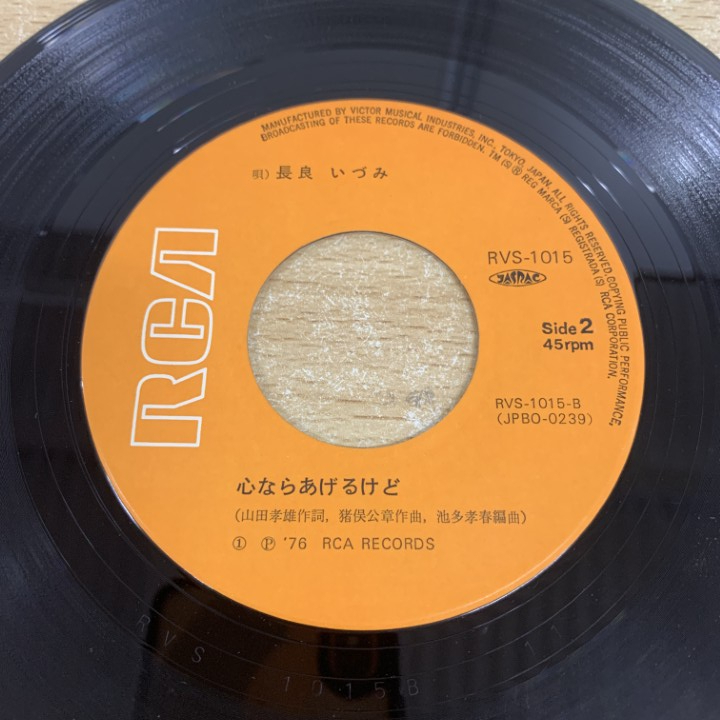 MANUFACTURED BY VICTOR MUSICAL INDUSTRIES, INC., TOKYO, JAPAN. ALL RIGHTS RESERVED, COPYING PUBLIC PERFORMANCE,
BROADCASTING OF THESE RECORDS ARE FORBIDDEN. TM (S) ® REG MARCA (S) REGISTRADA (S) RCA CORPORATION.
唄) 長良 いづみ
RCA
RVS-1015
JASRAC
Side 2
45rpm
RVS-1015-B
(JPBO-0239)
心ならあげるけど
(山田孝雄作詞, 猪俣公章作曲, 池多孝春編曲)
① ℗ '76 RCA RECORDS
RVS 1015B